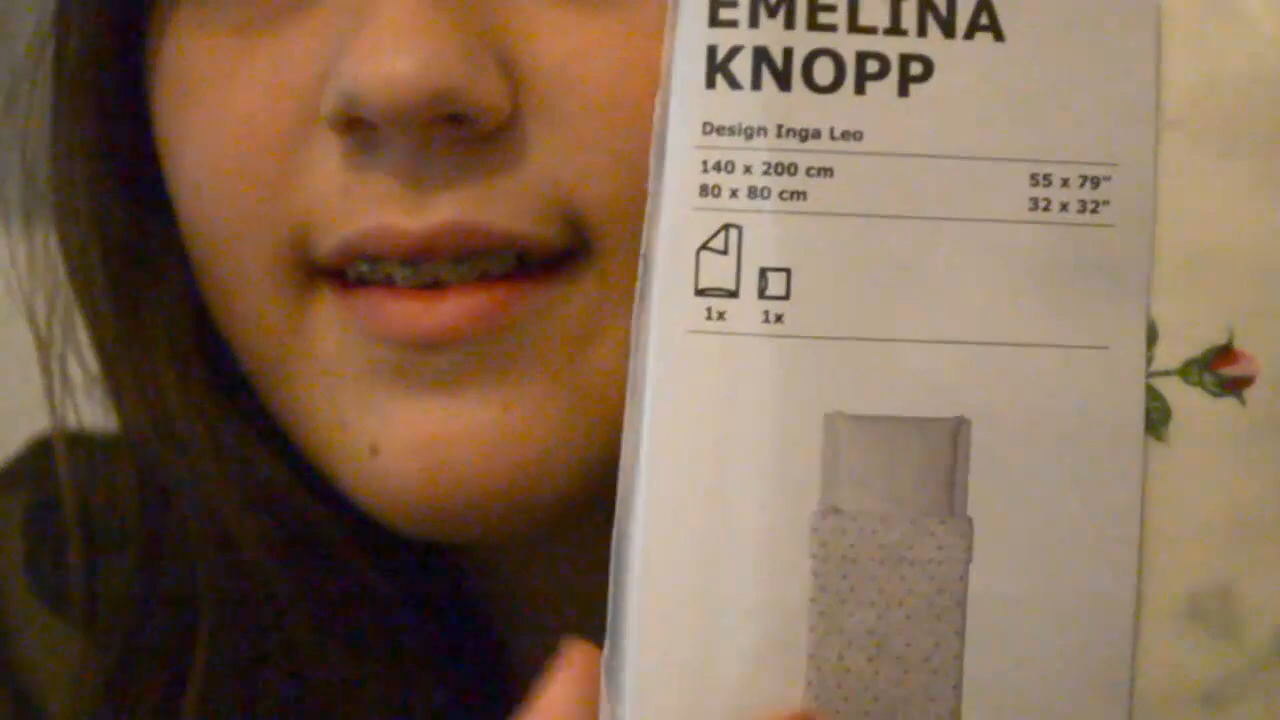 EMELINA
KNOPP
Design Inga Leo
140 x 200 cm 55 x 79"
80 x 80 cm 32 x 32"
1x 1x